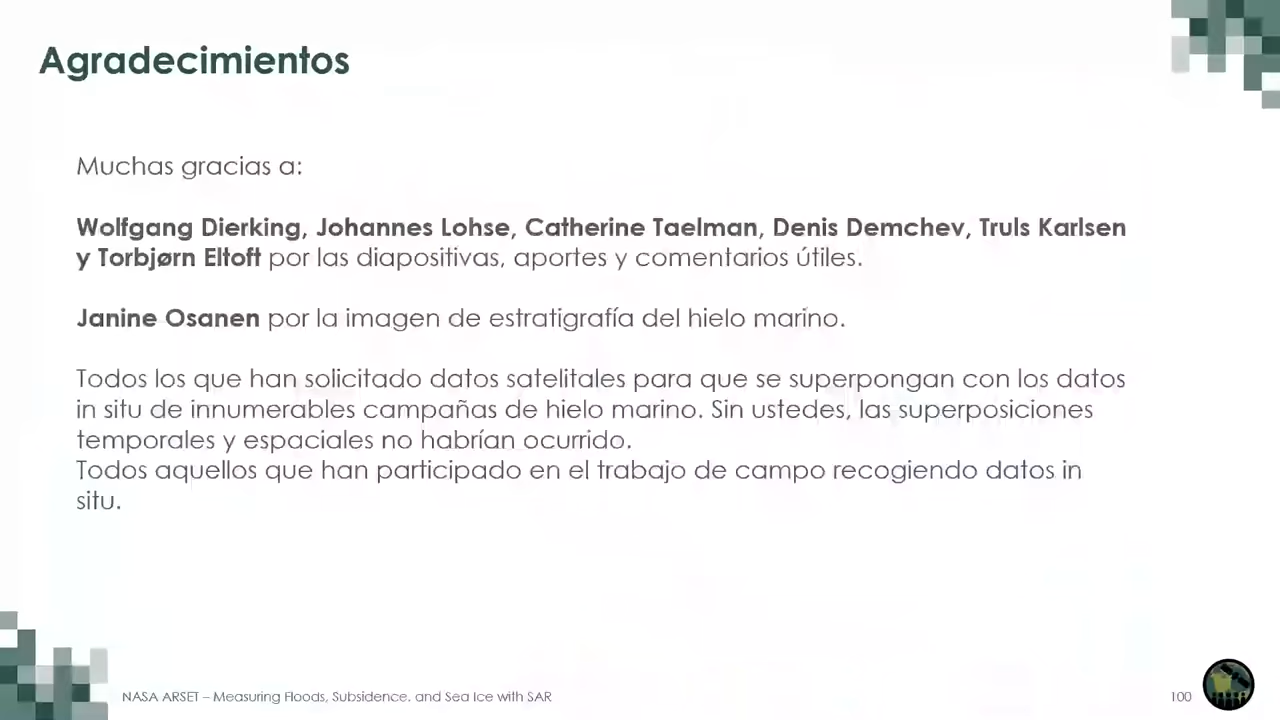 Agradecimientos
Muchas gracias a:
Wolfgang Dierking, Johannes Lohse, Catherine Taelman, Denis Demchev, Truls Karlsen
y Torbjørn Eltoft por las diapositivas, aportes y comentarios útiles.
Janine Osanen por la imagen de estratigrafía del hielo marino.
Todos los que han solicitado datos satelitales para que se superpongan con los datos
in situ de innumerables campañas de hielo marino. Sin ustedes, las superposiciones
temporales y espaciales no habrían ocurrido.
Todos aquellos que han participado en el trabajo de campo recogiendo datos in
situ.
NASA ARSET – Measuring Floods, Subsidence, and Sea Ice with SAR
100